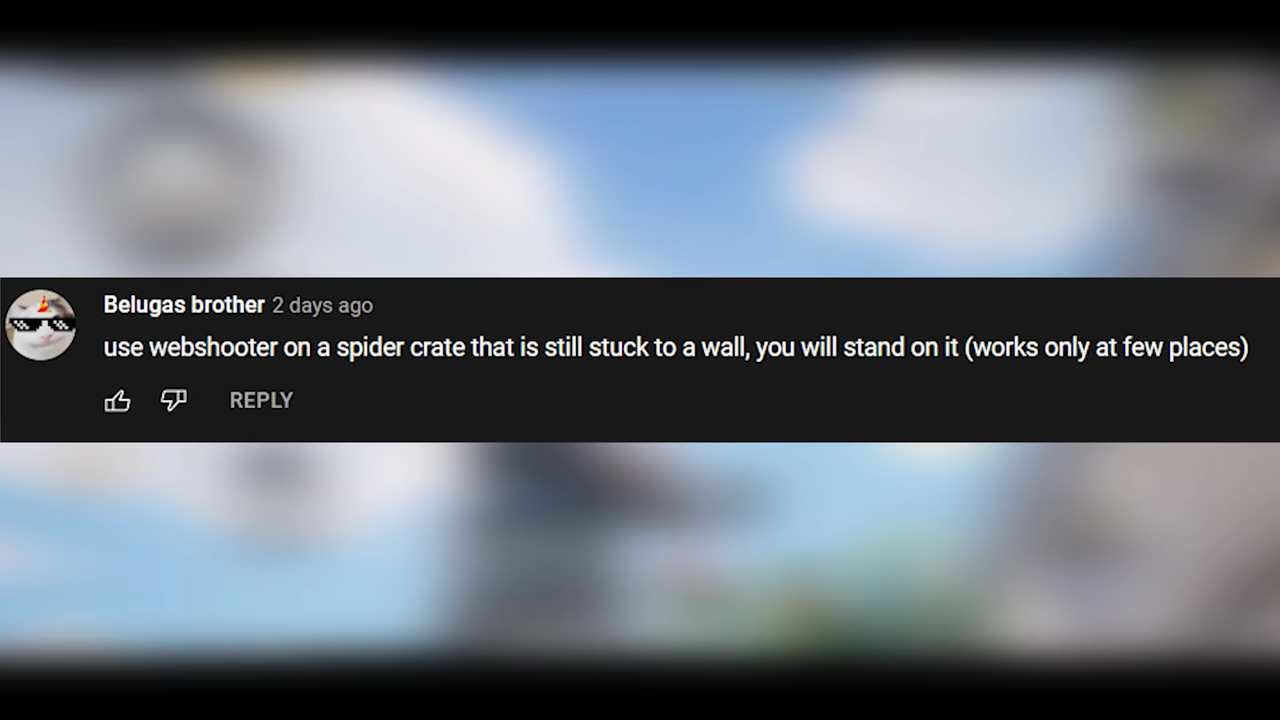 Belugas brother 2 days ago
use webshooter on a spider crate that is still stuck to a wall, you will stand on it (works only at few places)
REPLY